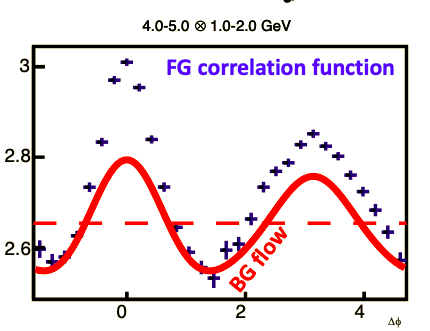 4.0-5.0 ⊗ 1.0-2.0 GeV
FG correlation function
3
2.8
2.6
BG flow
0 2 4
Δϕ